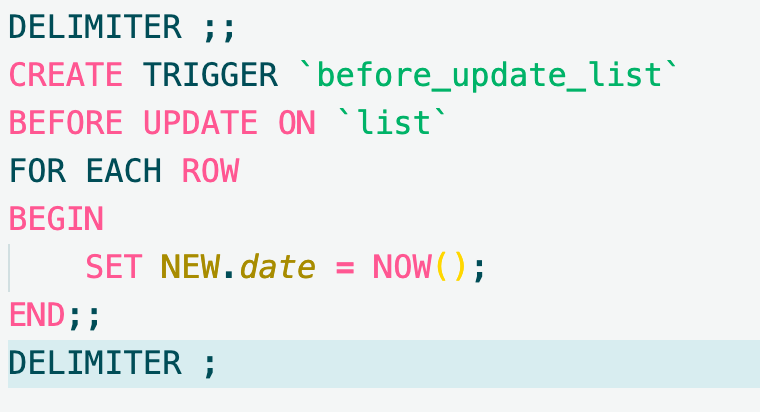 DELIMITER ;;
CREATE TRIGGER `before_update_list`
BEFORE UPDATE ON `list`
FOR EACH ROW
BEGIN
    SET NEW.date = NOW();
END;;
DELIMITER ;